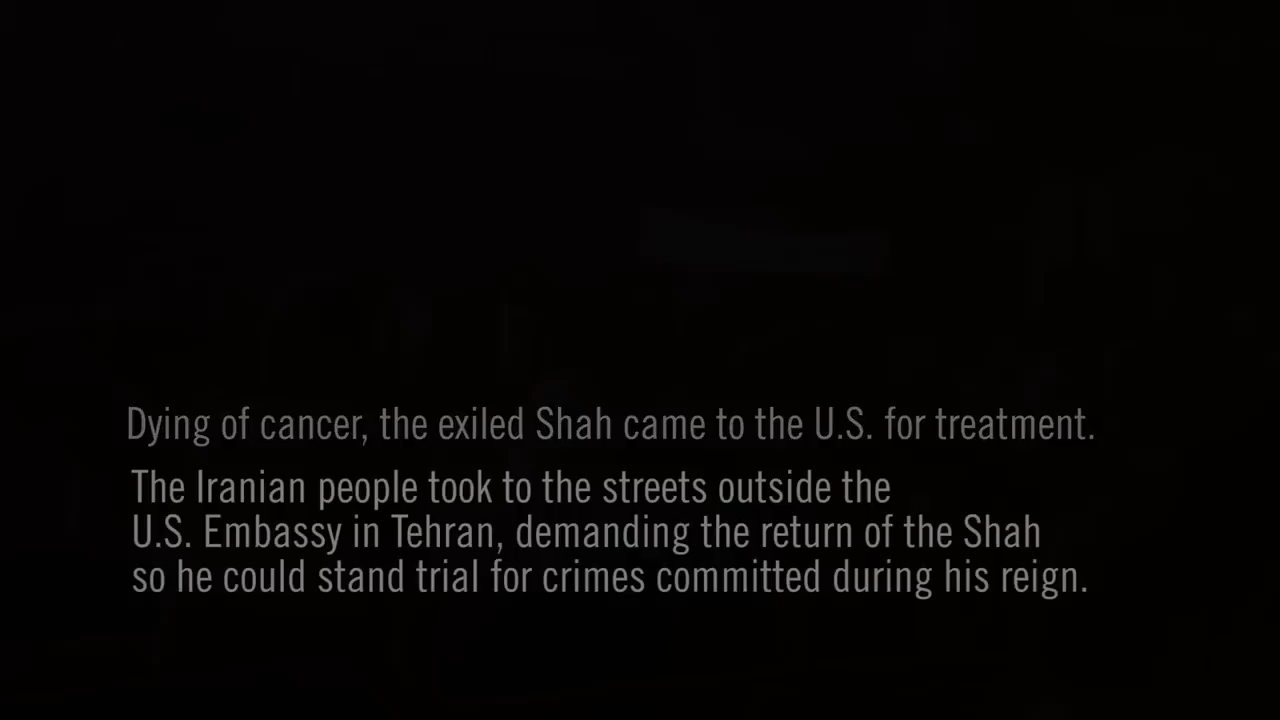 Dying of cancer, the exiled Shah came to the U.S. for treatment.
The Iranian people took to the streets outside the
U.S. Embassy in Tehran, demanding the return of the Shah
so he could stand trial for crimes committed during his reign.